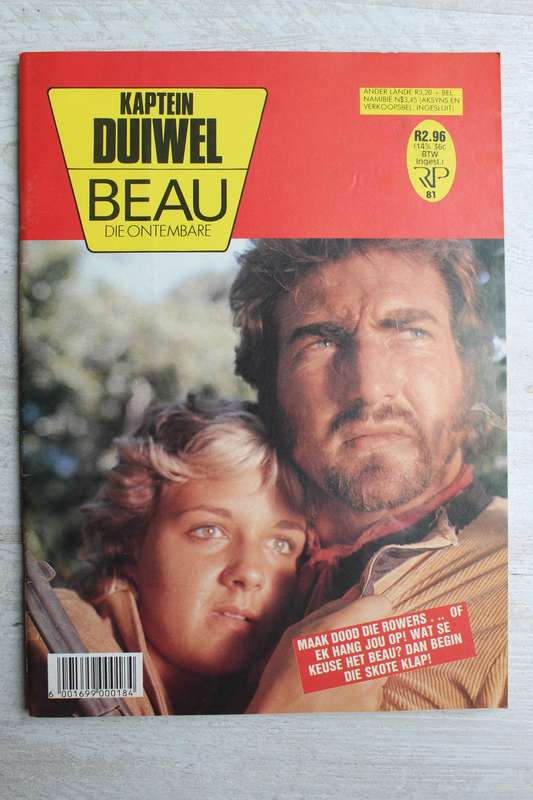 KAPTEIN
DUIWEL
BEAU
DIE ONTEMBARE
ANDER LANDE R3,20 + BEL
NAMIBIË N$3,45 (AKSYNS EN
VERKOOPSBEL. INGESLUIT)
R2.96
(14% 36c
BTW
ingesl.)
RP
81
MAAK DOOD DIE ROWERS . . . OF
EK HANG JOU OP! WAT SE
KEUSE HET BEAU? DAN BEGIN
DIE SKOTE KLAP!
6 001699 000184